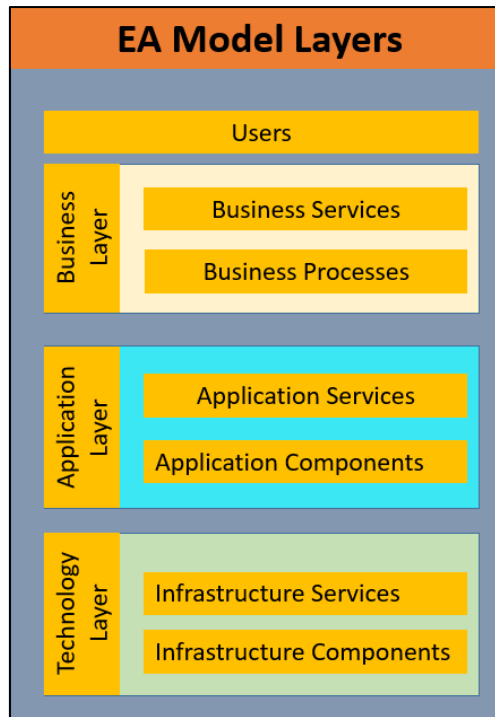 EA Model Layers
Users
Business
Layer
Business Services
Business Processes
Application
Layer
Application Services
Application Components
Technology
Layer
Infrastructure Services
Infrastructure Components